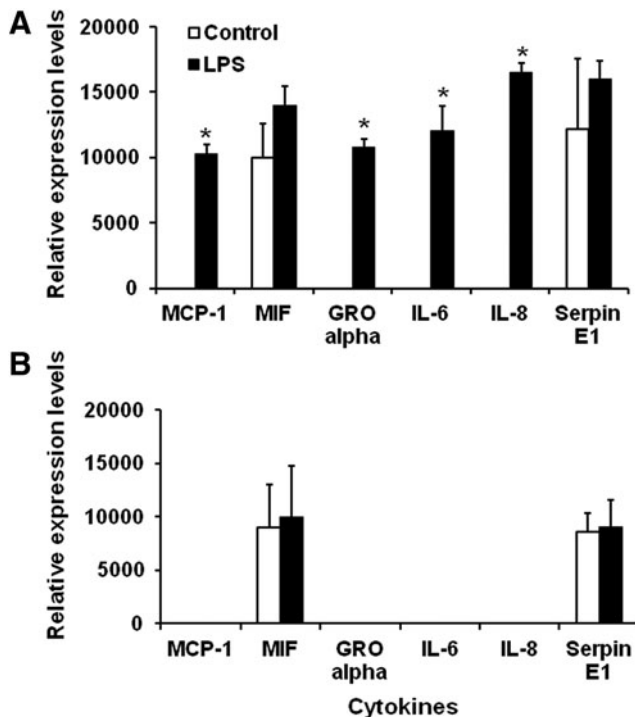 A
Relative expression levels
20000
15000
10000
5000
0
Control
LPS
*
*
*
*
MCP-1 MIF GRO IL-6 IL-8 Serpin
alpha E1
B
Relative expression levels
20000
15000
10000
5000
0
MCP-1 MIF GRO IL-6 IL-8 Serpin
alpha E1
Cytokines